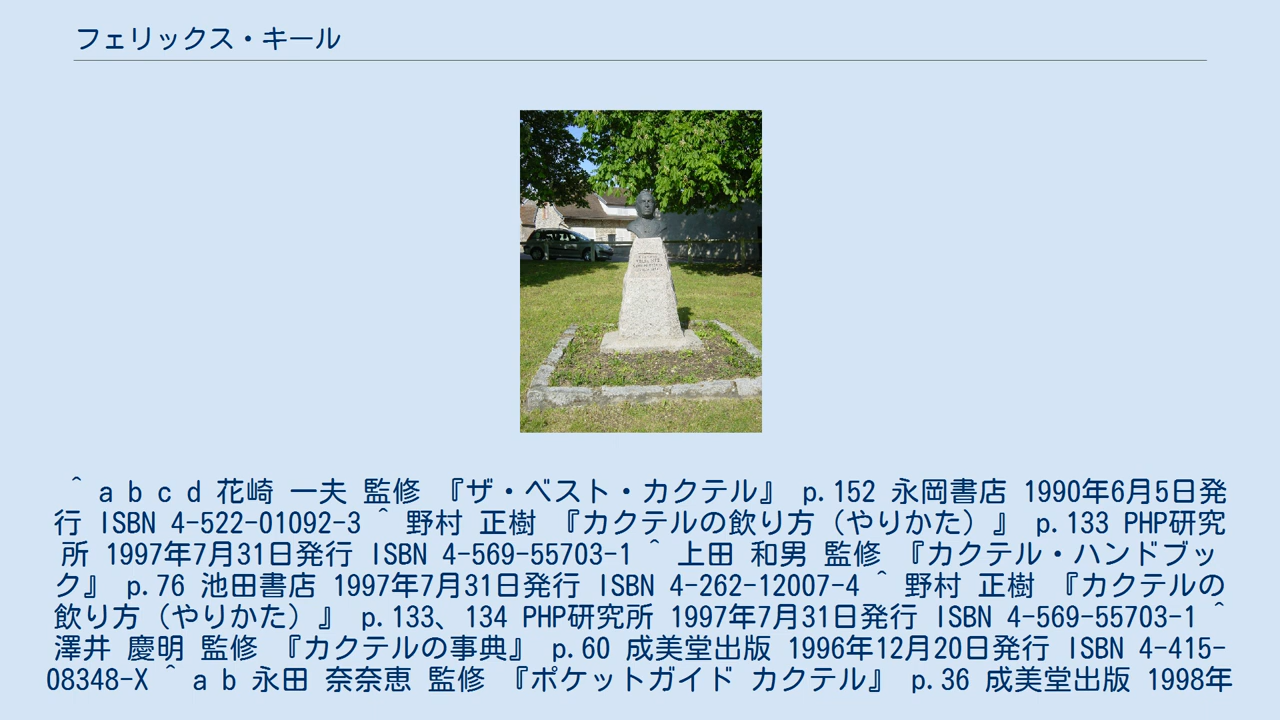 フェリックス・キール
^ a b c d 花崎 一夫 監修 『ザ・ベスト・カクテル』 p.152 永岡書店 1990年6月5日発
行 ISBN 4-522-01092-3 ^ 野村 正樹 『カクテルの飲り方（やりかた）』 p.133 PHP研究
所 1997年7月31日発行 ISBN 4-569-55703-1 ^ 上田 和男 監修 『カクテル・ハンドブッ
ク』 p.76 池田書店 1997年7月31日発行 ISBN 4-262-12007-4 ^ 野村 正樹 『カクテルの
飲り方（やりかた）』 p.133、134 PHP研究所 1997年7月31日発行 ISBN 4-569-55703-1 ^
澤井 慶明 監修 『カクテルの事典』 p.60 成美堂出版 1996年12月20日発行 ISBN 4-415-
08348-X ^ a b 永田 奈奈恵 監修 『ポケットガイド カクテル』 p.36 成美堂出版 1998年